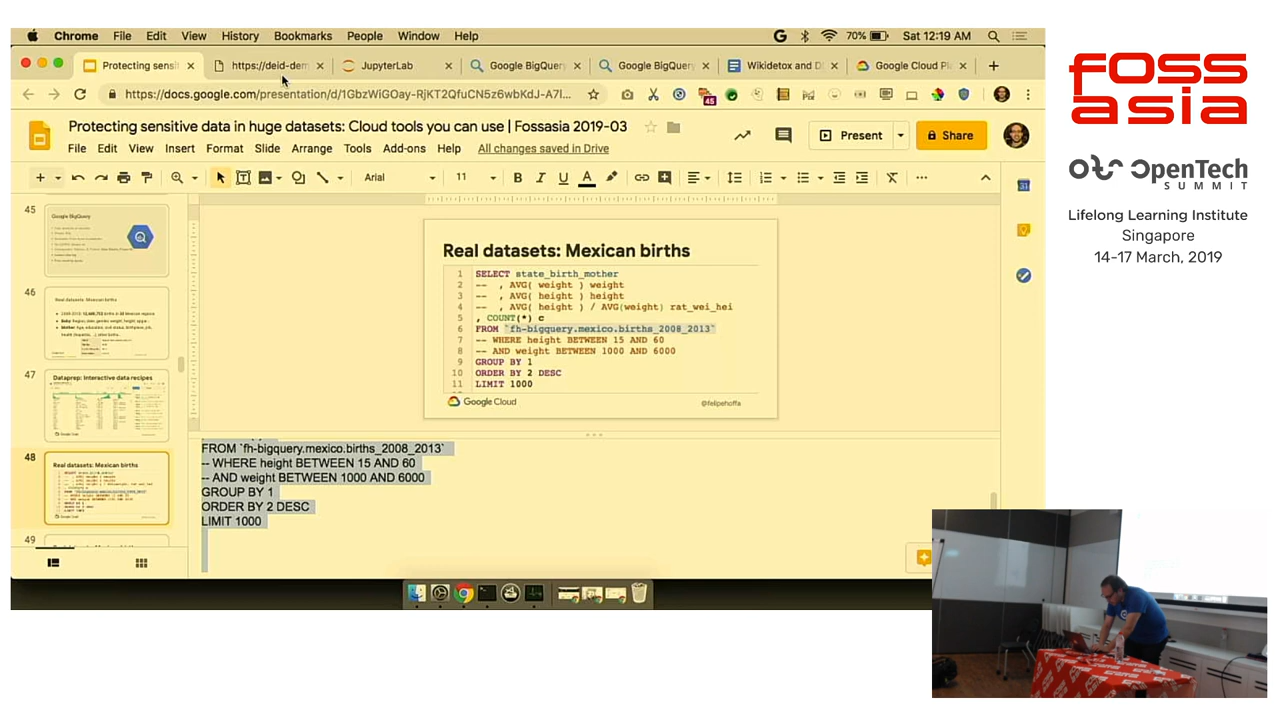 Chrome File Edit View History Bookmarks People Window Help
70% Sat 12:19 AM
Protecting sensit
https://deid-dem
JupyterLab
Google BigQuer
Google BigQuer
Wikidetox and D
Google Cloud Pl
https://docs.google.com/presentation/d/1GbzWiGOay-RjKT2QfuCN5z6wbKdJ-A7l...
45
Protecting sensitive data in huge datasets: Cloud tools you can use | Fossasia 2019-03
Present
Share
File Edit View Insert Format Slide Arrange Tools Add-ons Help All changes saved in Drive
Arial
11
B I U A
45
Google BigQuery
46
Real datasets: Mexican births
47
Dataprep: Interactive data recipes
48
Real datasets: Mexican births
49
Real datasets: Mexican births
1 SELECT state_birth_mother
2 -- , AVG( weight ) weight
3 -- , AVG( height ) height
4 -- , AVG( height ) / AVG(weight) rat_wei_hei
5 , COUNT(*) c
6 FROM `fh-bigquery.mexico.births_2008_2013`
7 -- WHERE height BETWEEN 15 AND 60
8 -- AND weight BETWEEN 1000 AND 6000
9 GROUP BY 1
10 ORDER BY 2 DESC
11 LIMIT 1000
Google Cloud
@felipehoffa
FROM `fh-bigquery.mexico.births_2008_2013`
-- WHERE height BETWEEN 15 AND 60
-- AND weight BETWEEN 1000 AND 6000
GROUP BY 1
ORDER BY 2 DESC
LIMIT 1000
FOSS
asia
OpenTech
SUMMIT
Lifelong Learning Institute
Singapore
14-17 March, 2019